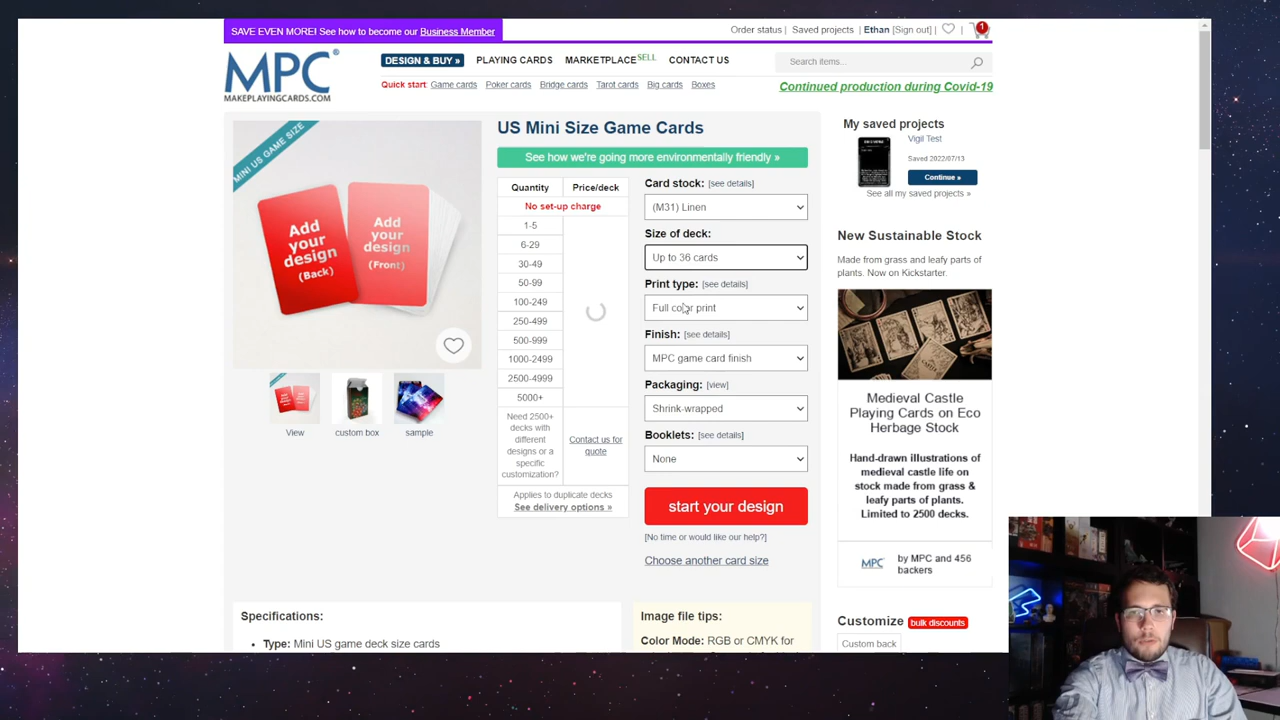 SAVE EVEN MORE! See how to become our Business Member
Order status | Saved projects | Ethan [Sign out] | | 1
MPC®
MAKEPLAYINGCARDS.COM
DESIGN & BUY » PLAYING CARDS MARKETPLACE SELL CONTACT US
Search items...
Quick start: Game cards Poker cards Bridge cards Tarot cards Big cards Boxes
Continued production during Covid-19
MINI US GAME SIZE
Add your design (Back)
Add your design (Front)
View
custom box
sample
US Mini Size Game Cards
See how we're going more environmentally friendly »
Quantity Price/deck
No set-up charge
1-5
6-29
30-49
50-99
100-249
250-499
500-999
1000-2499
2500-4999
5000+
Need 2500+
decks with
different
designs or a
specific
customization?
Contact us for
quote
Applies to duplicate decks
See delivery options »
Card stock: [see details]
(M31) Linen
Size of deck:
Up to 36 cards
Print type: [see details]
Full color print
Finish: [see details]
MPC game card finish
Packaging: [view]
Shrink-wrapped
Booklets: [see details]
None
start your design
[No time or would like our help?]
Choose another card size
My saved projects
Vigil Test
Saved 2022/07/13
Continue »
See all my saved projects »
New Sustainable Stock
Made from grass and leafy parts of
plants. Now on Kickstarter.
Medieval Castle
Playing Cards on Eco
Herbage Stock
Hand-drawn illustrations of
medieval castle life on
stock made from grass &
leafy parts of plants.
Limited to 2500 decks.
MPC
by MPC and 456
backers
Customize bulk discounts
Custom back
Specifications:
• Type: Mini US game deck size cards
Image file tips:
Color Mode: RGB or CMYK for